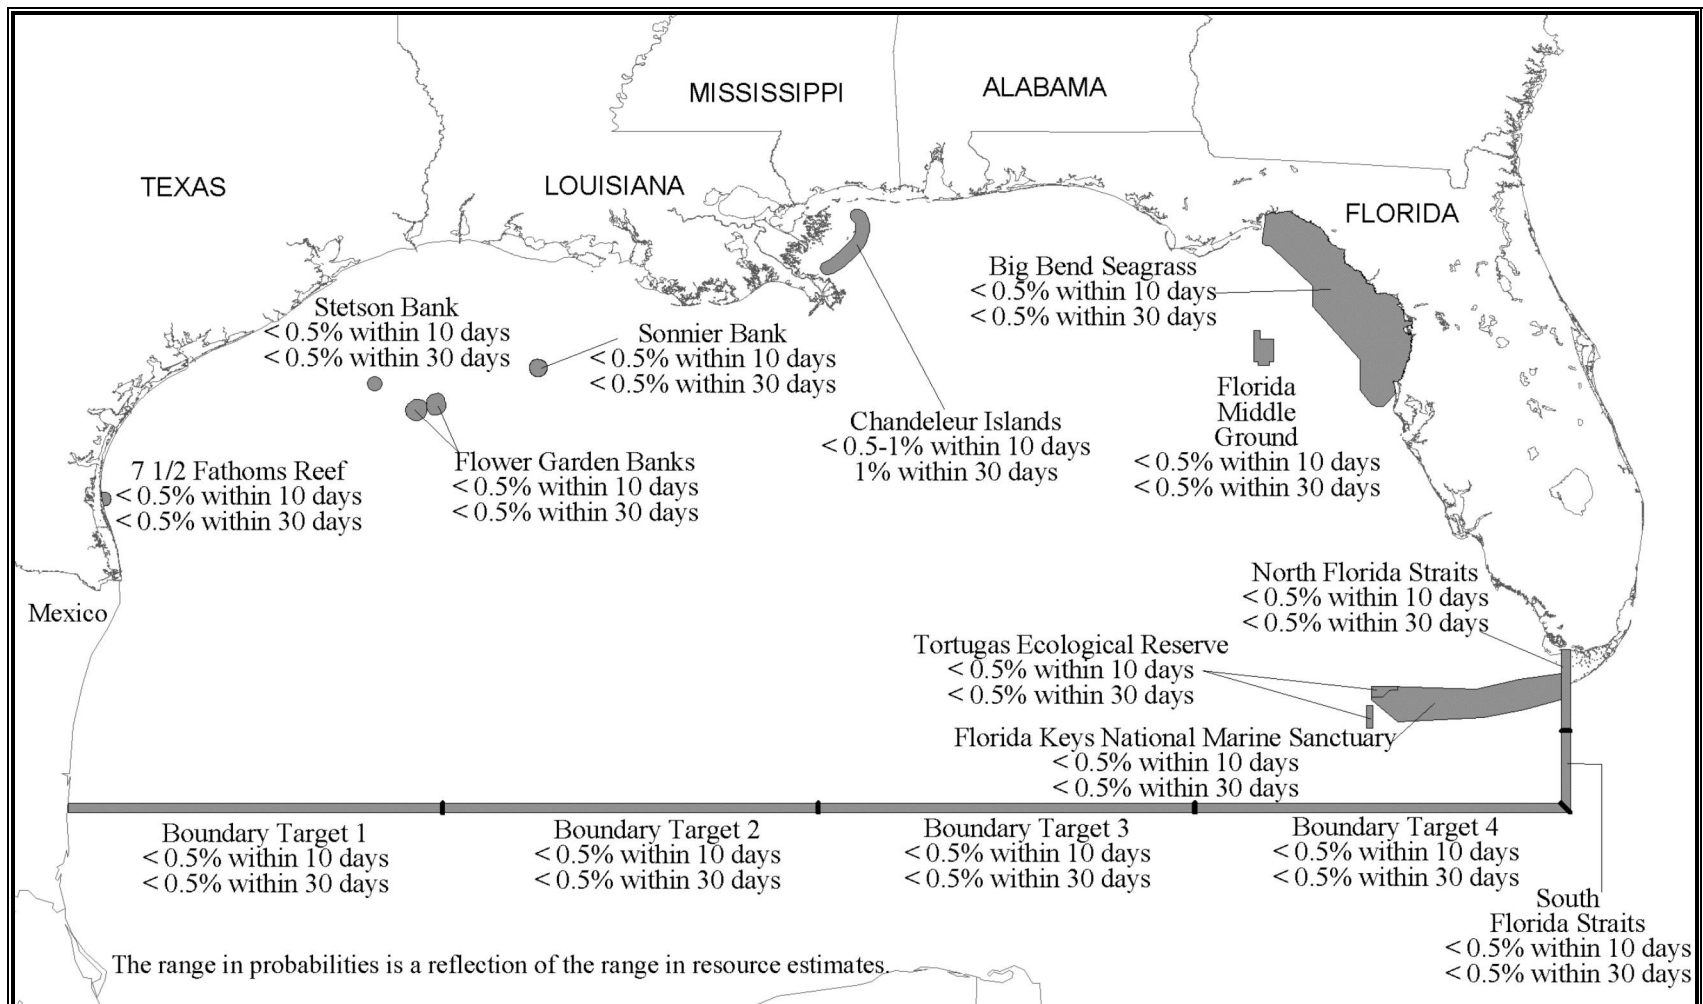 MISSISSIPPI
ALABAMA
TEXAS
LOUISIANA
FLORIDA
Big Bend Seagrass
< 0.5% within 10 days
< 0.5% within 30 days
Stetson Bank
< 0.5% within 10 days
< 0.5% within 30 days
Sonnier Bank
< 0.5% within 10 days
< 0.5% within 30 days
Florida
Middle
Ground
< 0.5% within 10 days
< 0.5% within 30 days
Chandeleur Islands
< 0.5-1% within 10 days
1% within 30 days
7 1/2 Fathoms Reef
< 0.5% within 10 days
< 0.5% within 30 days
Flower Garden Banks
< 0.5% within 10 days
< 0.5% within 30 days
North Florida Straits
< 0.5% within 10 days
< 0.5% within 30 days
Mexico
Tortugas Ecological Reserve
< 0.5% within 10 days
< 0.5% within 30 days
Florida Keys National Marine Sanctuary
< 0.5% within 10 days
< 0.5% within 30 days
Boundary Target 1
< 0.5% within 10 days
< 0.5% within 30 days
Boundary Target 2
< 0.5% within 10 days
< 0.5% within 30 days
Boundary Target 3
< 0.5% within 10 days
< 0.5% within 30 days
Boundary Target 4
< 0.5% within 10 days
< 0.5% within 30 days
South
Florida Straits
< 0.5% within 10 days
< 0.5% within 30 days
The range in probabilities is a reflection of the range in resource estimates.